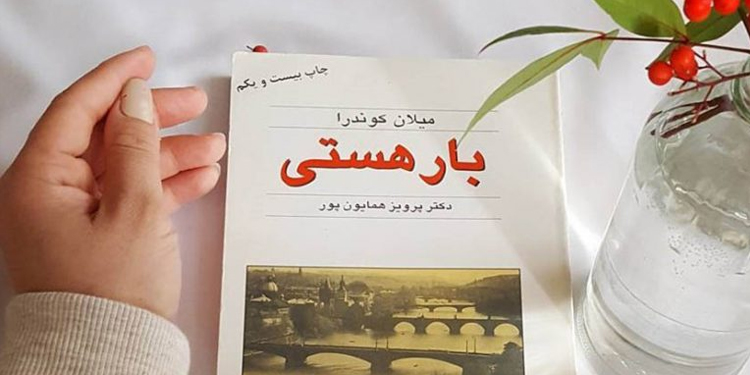 چاپ بیست و یکم
میلان کوندرا
بار هستی
دکتر پرویز همایون پور